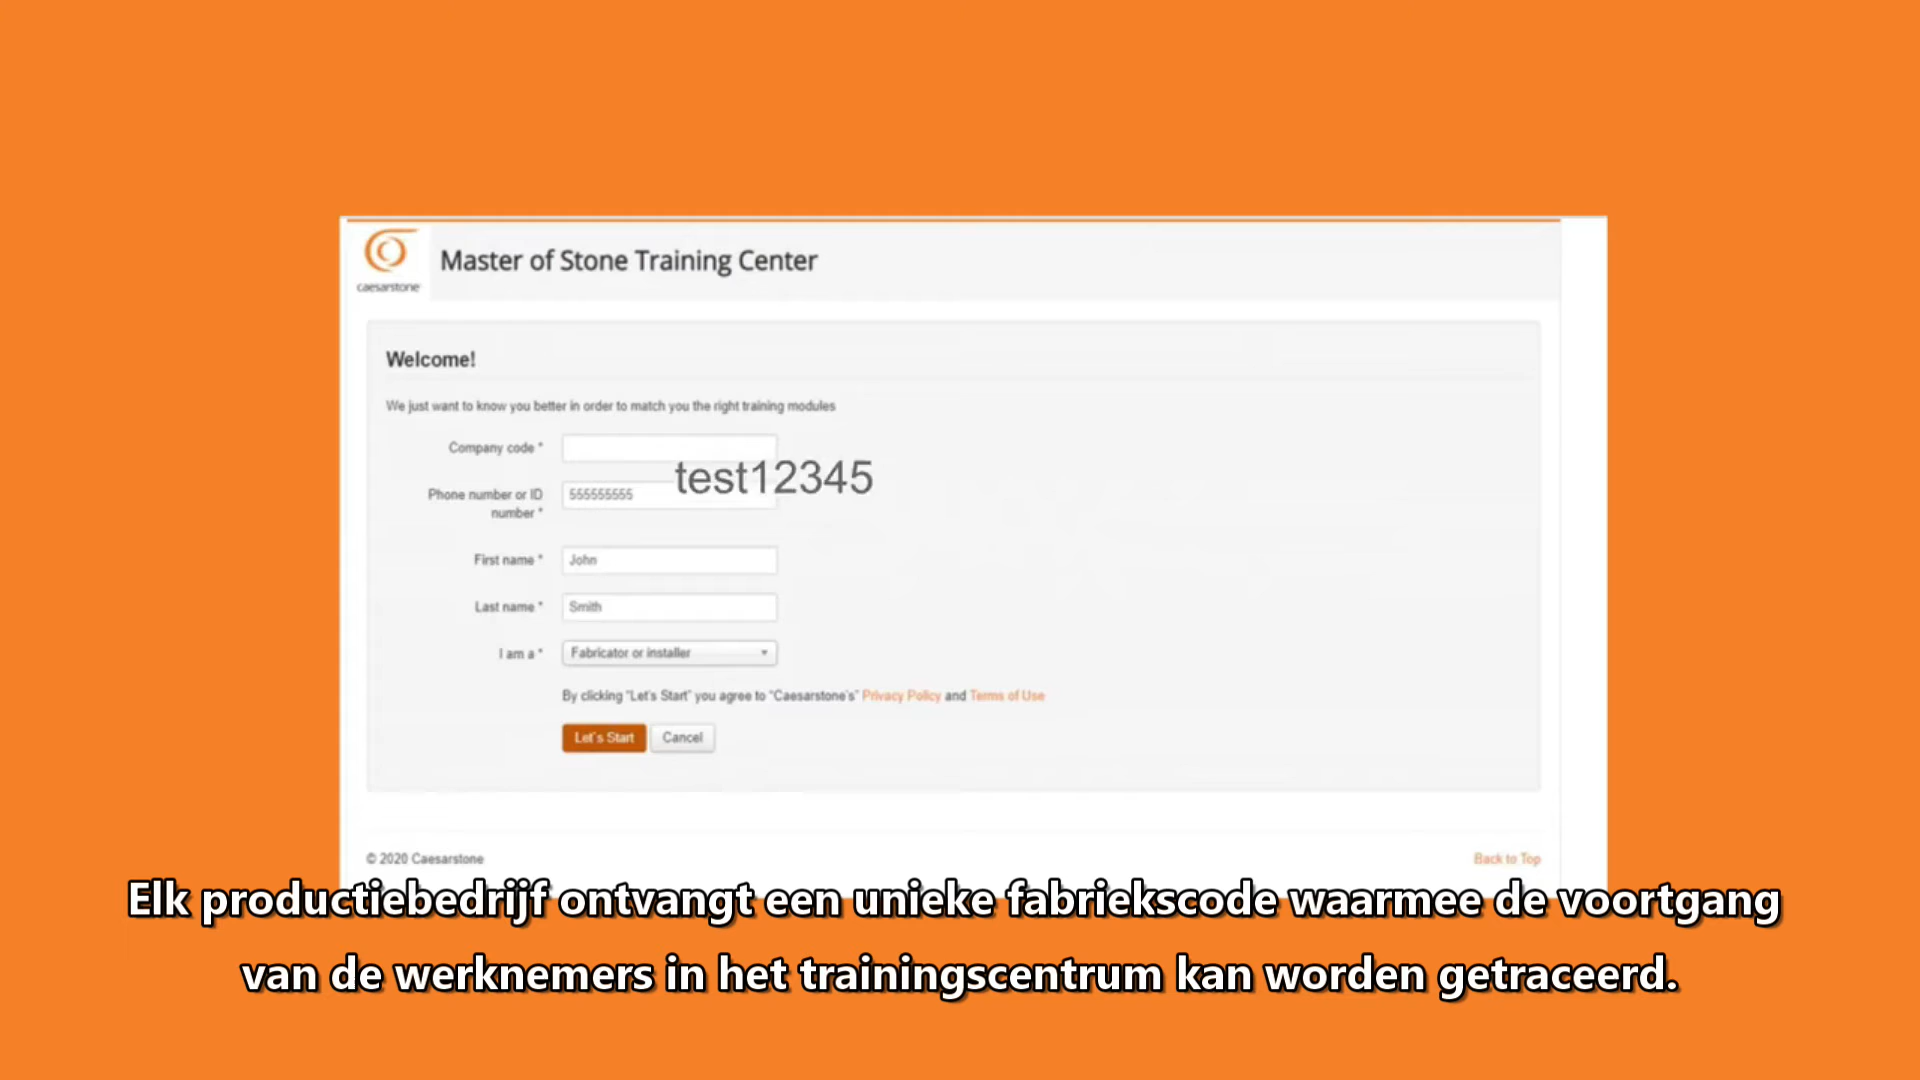 caesarstone
Master of Stone Training Center
Welcome!
We just want to know you better in order to match you the right training modules
Company code *
test12345
Phone number or ID
number *
555555555
First name * John
Last name * Smith
I am a * Fabricator or installer
By clicking "Let's Start" you agree to "Caesarstone's" Privacy Policy and Terms of Use
Let's Start Cancel
© 2020 Caesarstone Back to Top
Elk productiebedrijf ontvangt een unieke fabriekscode waarmee de voortgang
van de werknemers in het trainingscentrum kan worden getraceerd.